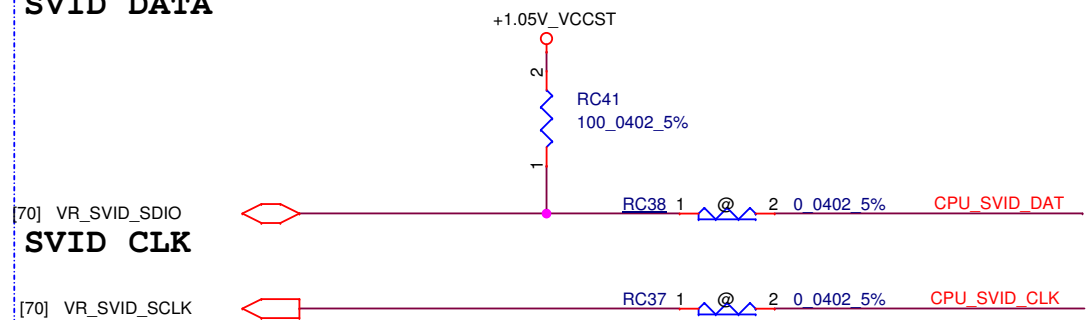 SVID DATA
+1.05V_VCCST
2
RC41
100_0402_5%
1
[70] VR_SVID_SDIO
RC38 1 @ 2 0_0402_5% CPU_SVID_DAT
SVID CLK
[70] VR_SVID_SCLK
RC37 1 @ 2 0_0402_5% CPU_SVID_CLK